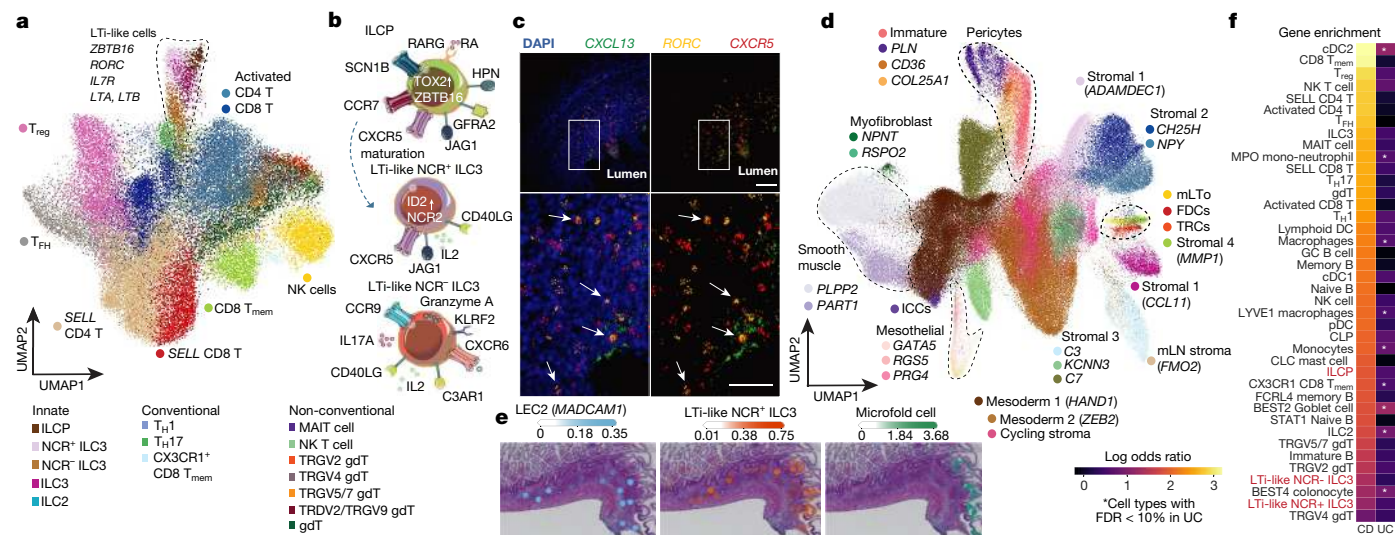 a
LTi-like cells
ZBTB16
RORC
IL7R
LTA, LTB
Activated
CD4 T
CD8 T
Treg
TFH
NK cells
CD8 Tmem
SELL
CD4 T
SELL CD8 T
UMAP2
UMAP1
Innate
ILCP
NCR+ ILC3
NCR− ILC3
ILC3
ILC2
Conventional
TH1
TH17
CX3CR1+
CD8 Tmem
Non-conventional
MAIT cell
NK T cell
TRGV2 gdT
TRGV4 gdT
TRGV5/7 gdT
TRDV2/TRGV9 gdT
gdT
b
ILCP
RARG
RA
SCN1B
HPN
TOX2↑
ZBTB16
CCR7
GFRA2
CXCR5
JAG1
maturation
LTi-like NCR+ ILC3
ID2↑
NCR2
CD40LG
IL2
CXCR5
JAG1
LTi-like NCR− ILC3
CCR9
Granzyme A
KLRF2
IL17A
CXCR6
CD40LG
IL2
C3AR1
c
DAPI
CXCL13
RORC
CXCR5
Lumen
Lumen
d
Immature
PLN
CD36
COL25A1
Pericytes
Stromal 1
(ADAMDEC1)
Stromal 2
CH25H
NPY
Myofibroblast
NPNT
RSPO2
mLTo
FDCs
TRCs
Stromal 4
(MMP1)
Smooth
muscle
PLPP2
PART1
ICCs
Stromal 1
(CCL11)
Mesothelial
GATA5
RGS5
PRG4
Stromal 3
C3
KCNN3
C7
mLN stroma
(FMO2)
UMAP2
UMAP1
Mesoderm 1 (HAND1)
Mesoderm 2 (ZEB2)
Cycling stroma
e
LEC2 (MADCAM1)
0
0.18
0.35
LTi-like NCR+ ILC3
0.01
0.38
0.75
Microfold cell
0
1.84
3.68
Log odds ratio
0
1
2
3
*Cell types with
FDR < 10% in UC
f
Gene enrichment
cDC2
*
CD8 Tmem
Treg
NK T cell
SELL CD4 T
Activated CD4 T
TFH
ILC3
MAIT cell
MPO mono-neutrophil
*
SELL CD8 T
TH17
gdT
Activated CD8 T
TH1
Lymphoid DC
Macrophages
*
GC B cell
Memory B
cDC1
Naive B
NK cell
LYVE1 macrophages
*
pDC
CLP
Monocytes
*
CLC mast cell
ILCP
CX3CR1 CD8 Tmem
*
FCRL4 memory B
BEST2 Goblet cell
*
STAT1 Naive B
ILC2
*
TRGV5/7 gdT
Immature B
TRGV2 gdT
LTi-like NCR- ILC3
BEST4 colonocyte
*
LTi-like NCR+ ILC3
TRGV4 gdT
CD UC